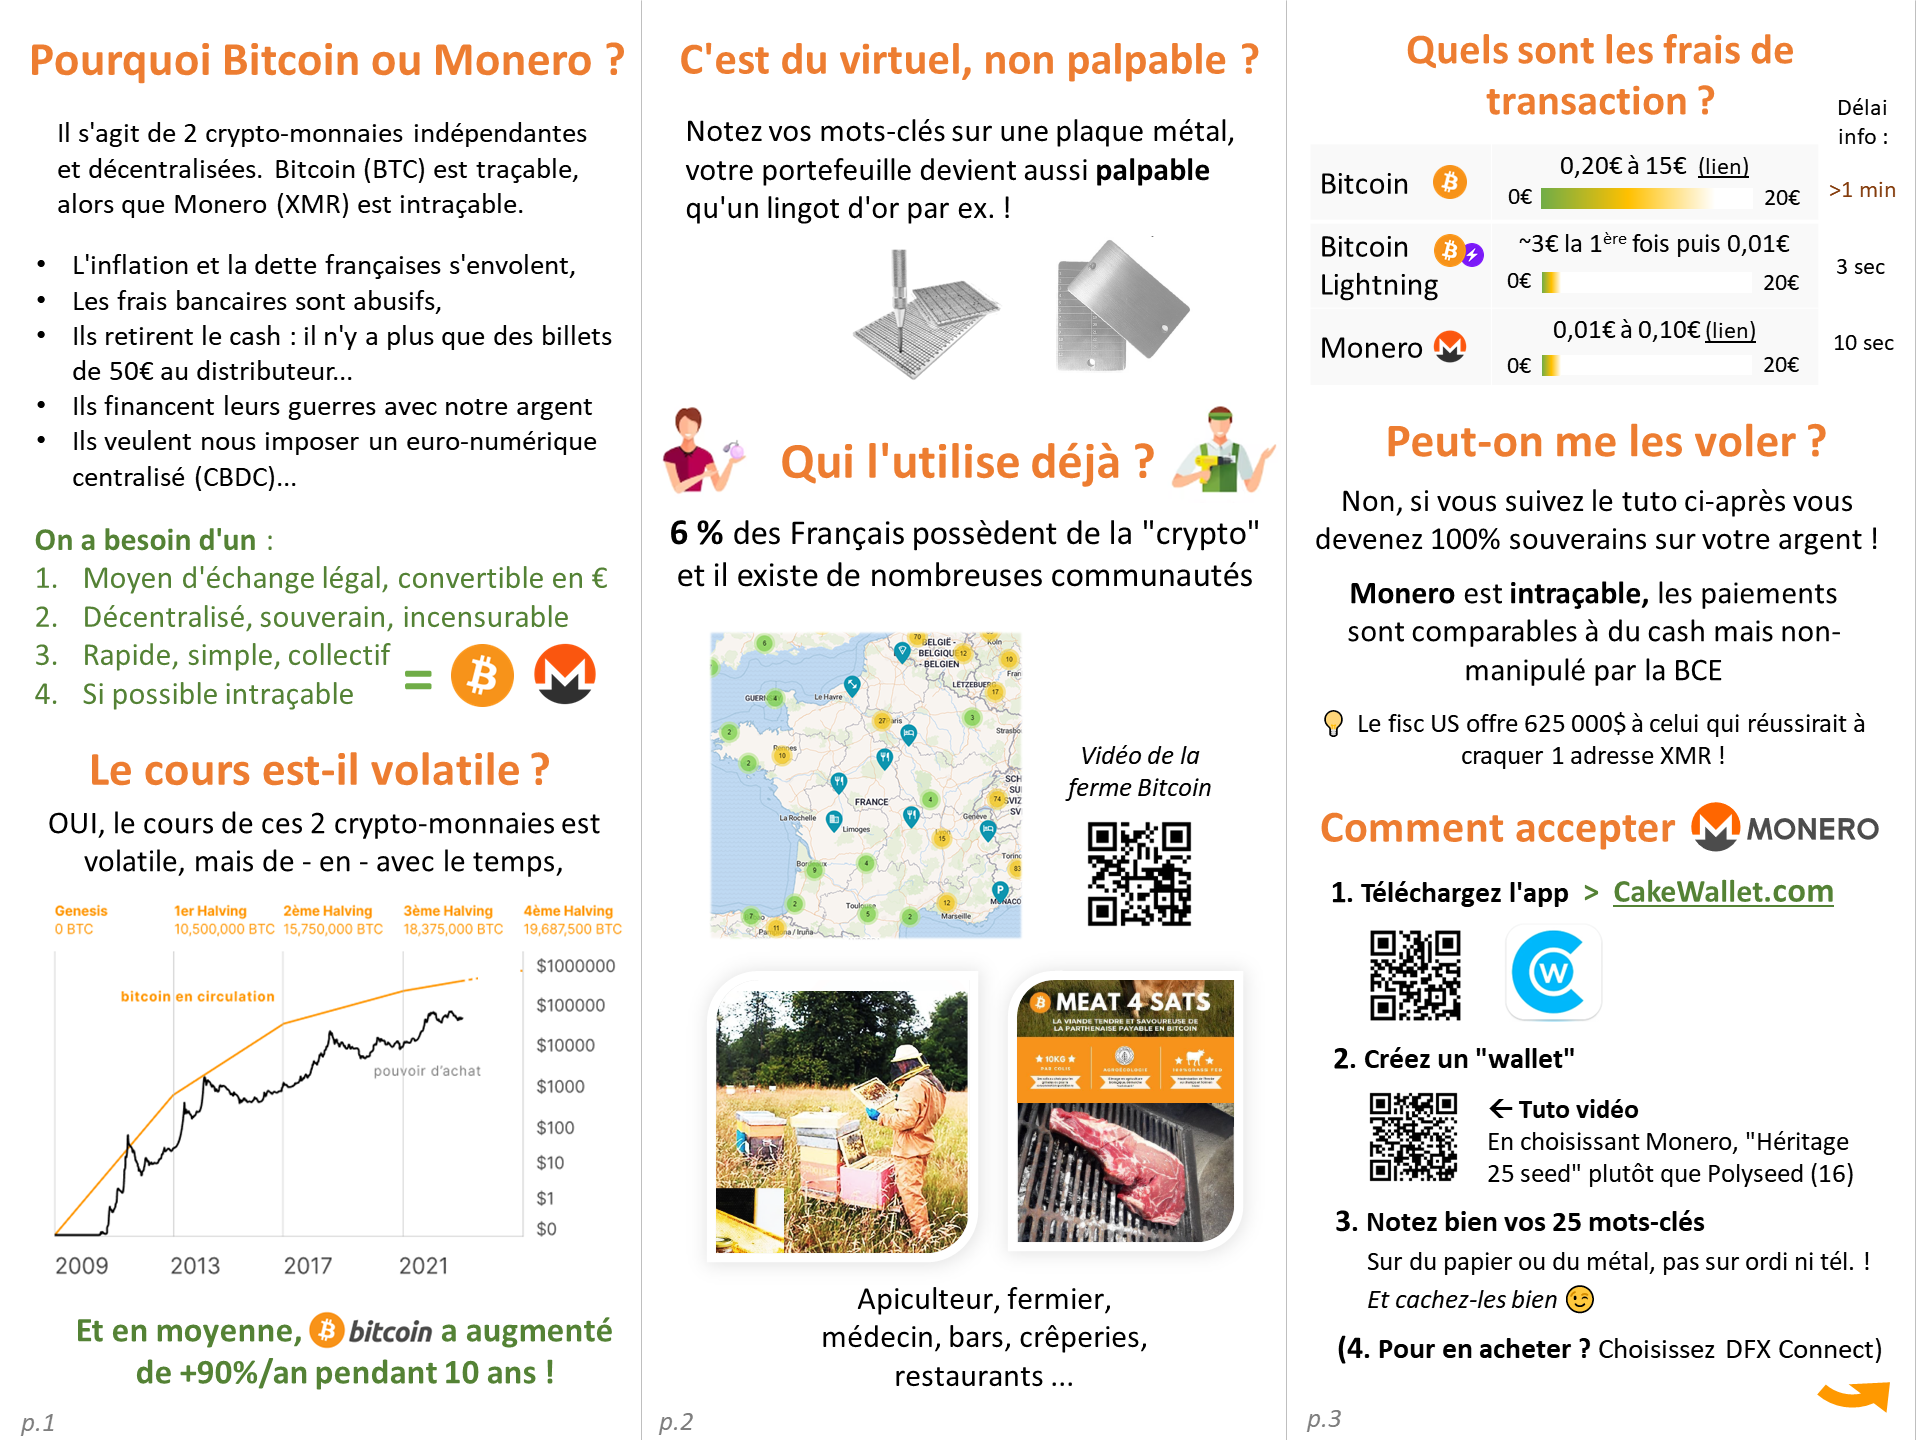 Pourquoi Bitcoin ou Monero ?
Il s'agit de 2 crypto-monnaies indépendantes
et décentralisées. Bitcoin (BTC) est traçable,
alors que Monero (XMR) est intraçable.
• L'inflation et la dette françaises s'envolent,
• Les frais bancaires sont abusifs,
• Ils retirent le cash : il n'y a plus que des billets
de 50€ au distributeur...
• Ils financent leurs guerres avec notre argent
• Ils veulent nous imposer un euro-numérique
centralisé (CBDC)...
On a besoin d'un :
1. Moyen d'échange légal, convertible en €
2. Décentralisé, souverain, incensurable
3. Rapide, simple, collectif
4. Si possible intraçable
=
Le cours est-il volatile ?
OUI, le cours de ces 2 crypto-monnaies est
volatile, mais de - en - avec le temps,
Genesis 1er Halving 2ème Halving 3ème Halving 4ème Halving
0 BTC 10,500,000 BTC 15,750,000 BTC 18,375,000 BTC 19,687,500 BTC
$1000000
bitcoin en circulation
$100000
$10000
pouvoir d'achat
$1000
$100
$10
$1
$0
2009 2013 2017 2021
Et en moyenne, bitcoin a augmenté
de +90%/an pendant 10 ans !
p.1
C'est du virtuel, non palpable ?
Notez vos mots-clés sur une plaque métal,
votre portefeuille devient aussi palpable
qu'un lingot d'or par ex. !
Qui l'utilise déjà ?
6 % des Français possèdent de la "crypto"
et il existe de nombreuses communautés
BELGIË -
BELGIQUE
- BELGIEN
Le Havre
Rennes
FRANCE
La Rochelle
Limoges
Genève
Lyon
Toulouse
Marseille
MONACO
Vidéo de la
ferme Bitcoin
MEAT 4 SATS
LA VIANDE TENDRE ET SAVOUREUSE DE
LA PARTHENAISE PAYABLE EN BITCOIN
10KG
PAR COLIS
AGROÉCOLOGIE
Apiculteur, fermier,
médecin, bars, crêperies,
restaurants ...
p.2
Quels sont les frais de
transaction ?
Délai
info :
Bitcoin 0,20€ à 15€ (lien)
0€ 20€
>1 min
Bitcoin
Lightning
~3€ la 1ère fois puis 0,01€
0€ 20€
3 sec
Monero 0,01€ à 0,10€ (lien)
0€ 20€
10 sec
Peut-on me les voler ?
Non, si vous suivez le tuto ci-après vous
devenez 100% souverains sur votre argent !
Monero est intraçable, les paiements
sont comparables à du cash mais non-
manipulé par la BCE
Le fisc US offre 625 000$ à celui qui réussirait à
craquer 1 adresse XMR !
Comment accepter MONERO
1. Téléchargez l'app > CakeWallet.com
2. Créez un "wallet"
← Tuto vidéo
En choisissant Monero, "Héritage
25 seed" plutôt que Polyseed (16)
3. Notez bien vos 25 mots-clés
Sur du papier ou du métal, pas sur ordi ni tél. !
Et cachez-les bien 😉
(4. Pour en acheter ? Choisissez DFX Connect)
p.3